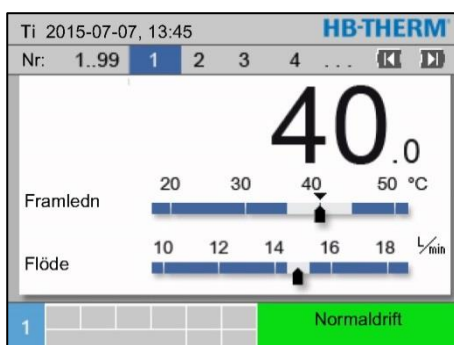 Ti 2015-07-07, 13:45 HB-THERM
Nr: 1..99 1 2 3 4 ...
40.0
20 30 40 50 °C
Framledn
10 12 14 16 18 L/min
Flöde
1 Normaldrift